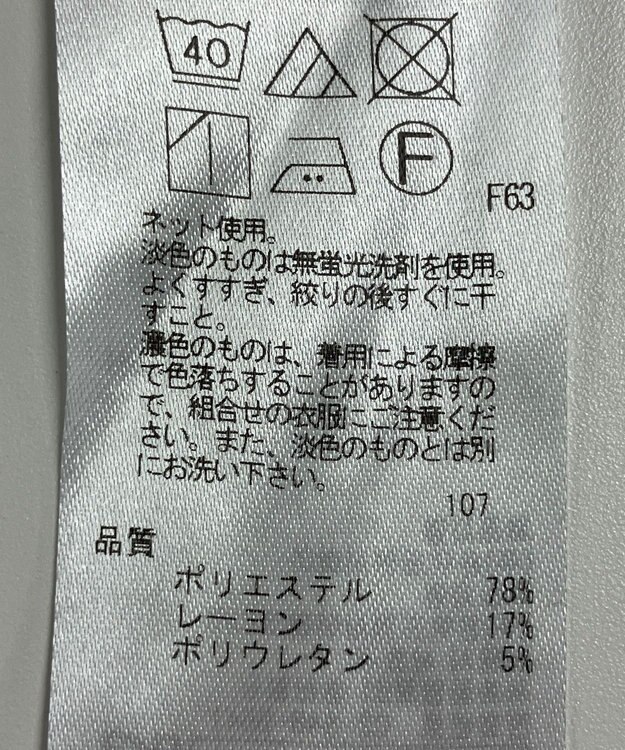 40
F
F63
ネット使用。
淡色のものは無蛍光洗剤を使用。
よくすすぎ、絞りの後すぐに干
すこと。
濃色のものは、着用による摩擦
で色落ちすることがありますの
で、組合せの衣服にご注意くだ
さい。また、淡色のものとは別
にお洗い下さい。
107
品質
ポリエステル 78%
レーヨン 17%
ポリウレタン 5%